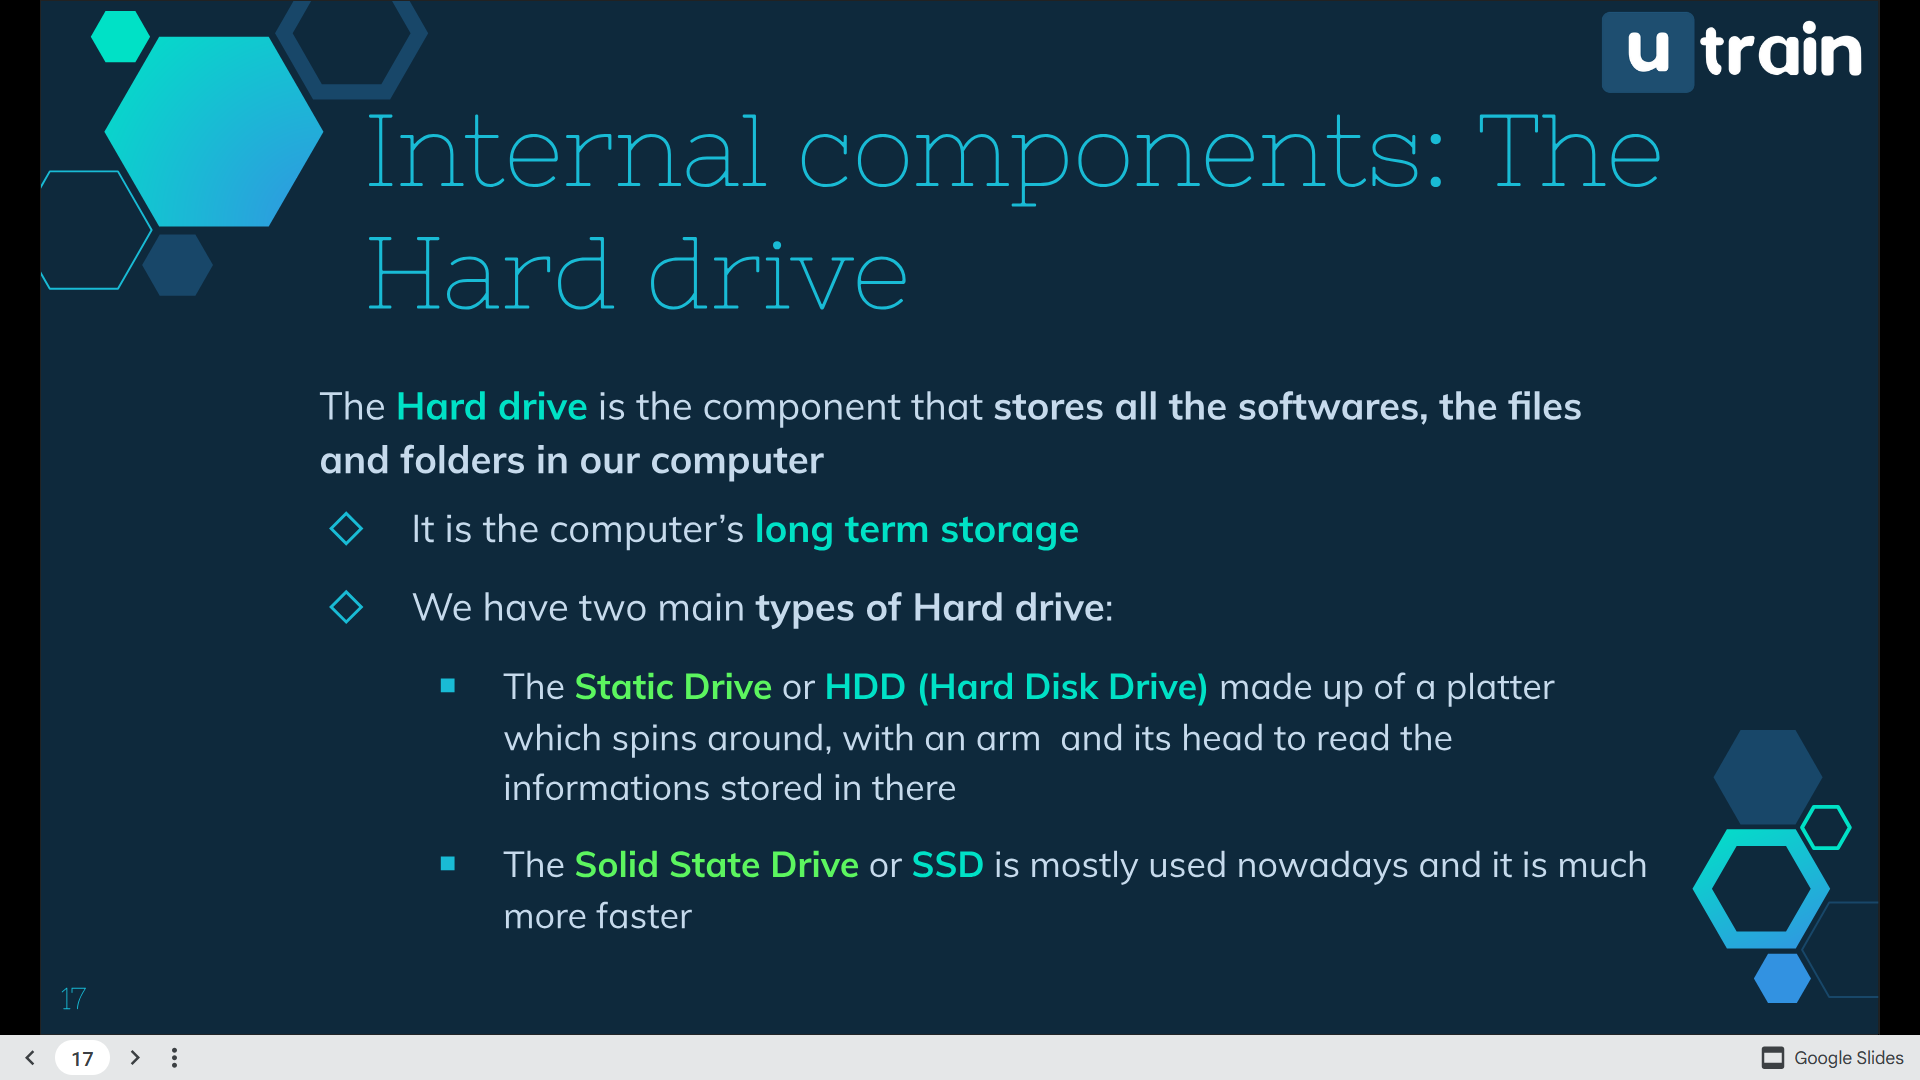 u train
Internal components: The
Hard drive
The Hard drive is the component that stores all the softwares, the files
and folders in our computer
It is the computer’s long term storage
We have two main types of Hard drive:
The Static Drive or HDD (Hard Disk Drive) made up of a platter
which spins around, with an arm  and its head to read the
informations stored in there
The Solid State Drive or SSD is mostly used nowadays and it is much
more faster
17
17
Google Slides